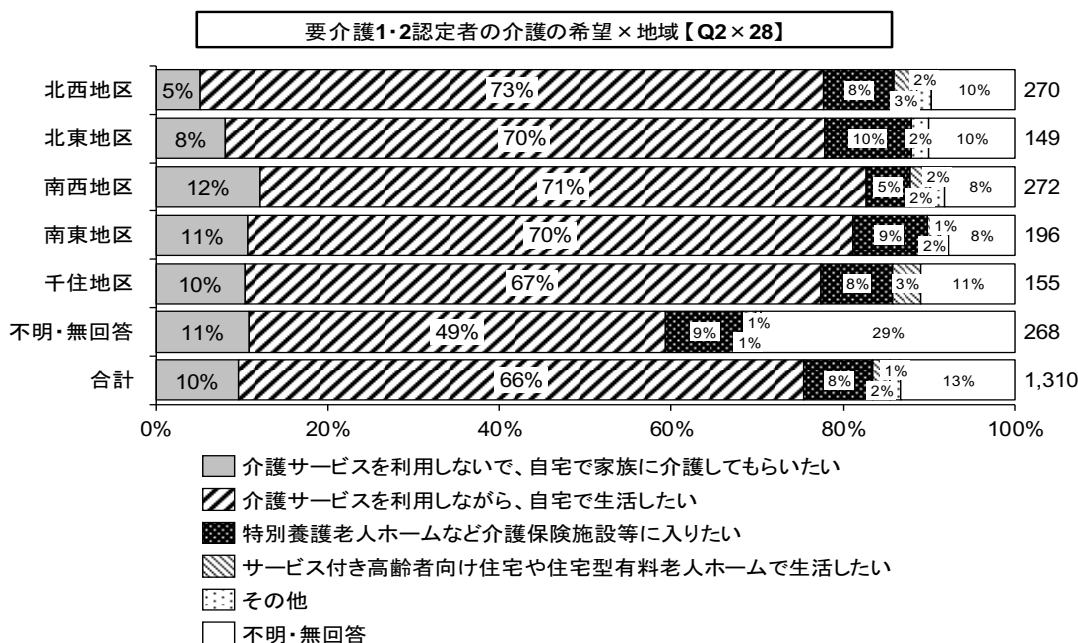 要介護1・2認定者の介護の希望×地域【Q2×28】
北西地区 5% 73% 8% 3% 2% 10% 270
北東地区 8% 70% 10% 2% 10% 149
南西地区 12% 71% 5% 2% 2% 8% 272
南東地区 11% 70% 9% 1% 2% 8% 196
千住地区 10% 67% 8% 3% 11% 155
不明・無回答 11% 49% 9% 1% 1% 29% 268
合計 10% 66% 8% 1% 2% 13% 1,310
0% 20% 40% 60% 80% 100%
介護サービスを利用しないで、自宅で家族に介護してもらいたい
介護サービスを利用しながら、自宅で生活したい
特別養護老人ホームなど介護保険施設等に入りたい
サービス付き高齢者向け住宅や住宅型有料老人ホームで生活したい
その他
不明・無回答